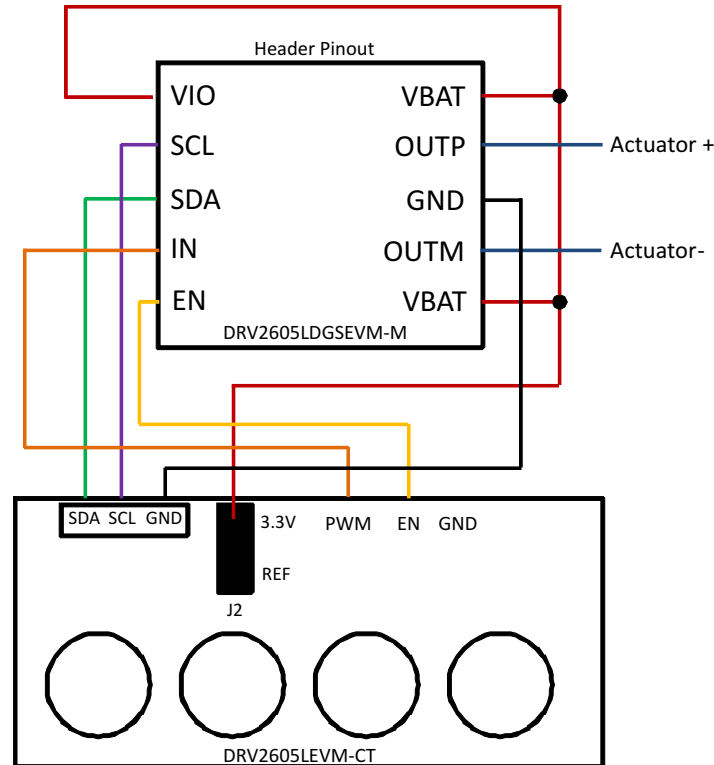 Header Pinout
VIO VBAT
SCL OUTP Actuator +
SDA GND
IN OUTM Actuator-
EN VBAT
DRV2605LDGSEVM-M
SDA SCL GND 3.3V PWM EN GND
REF
J2
DRV2605LEVM-CT